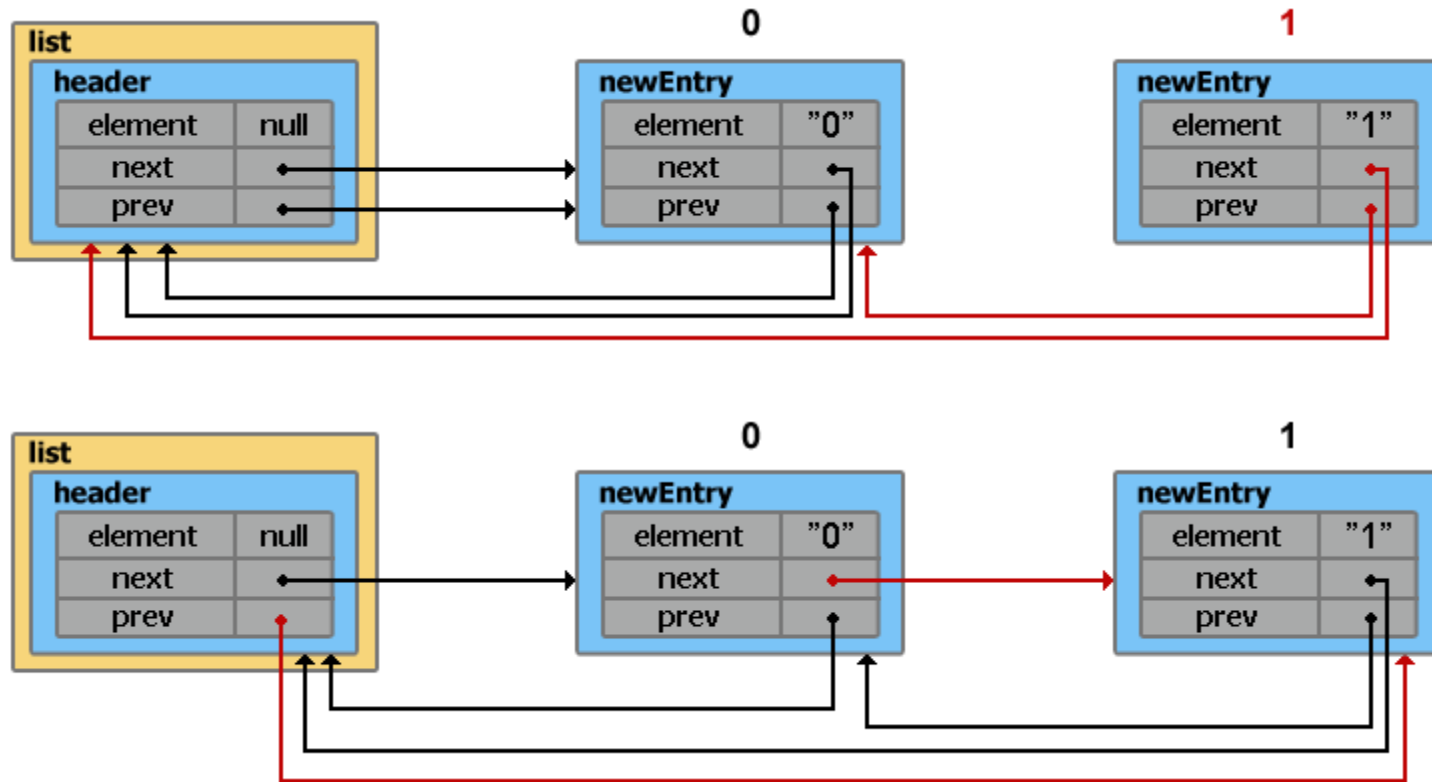 0 1
list
header newEntry newEntry
element null element ”0” element ”1”
next next next
prev prev prev
0 1
list
header newEntry newEntry
element null element ”0” element ”1”
next next next
prev prev prev